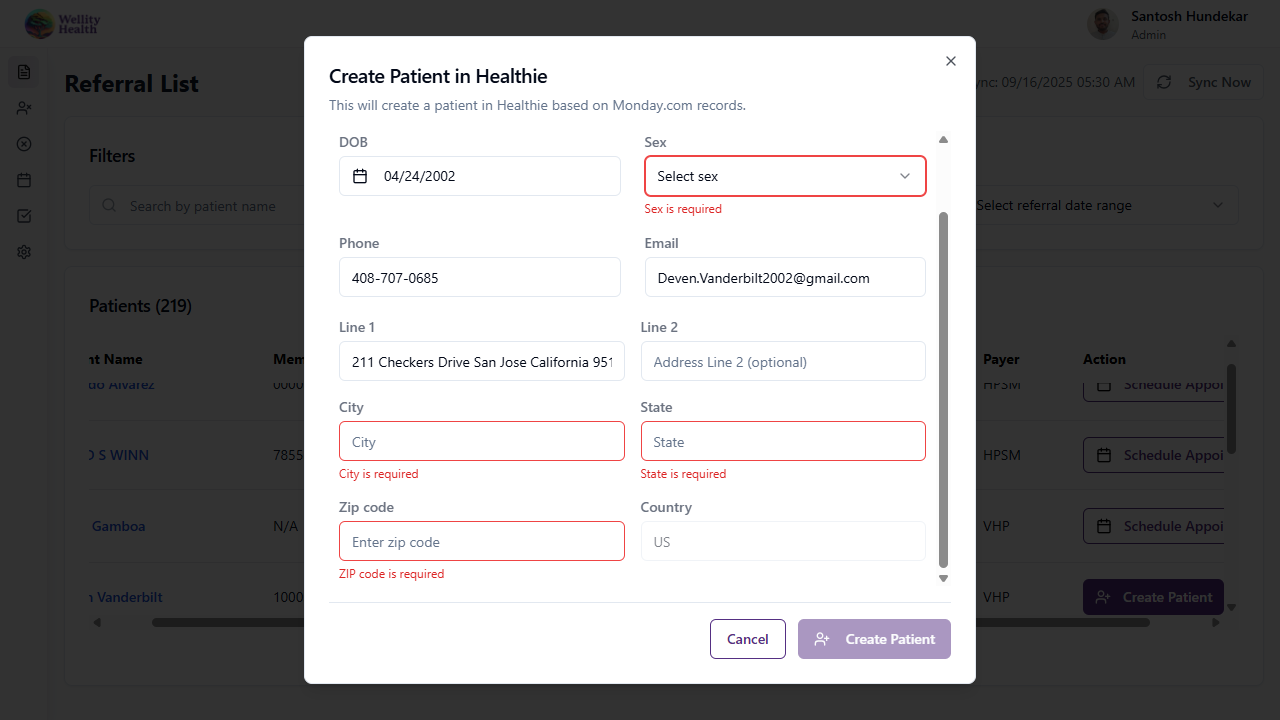 Wellity
Health
Santosh Hundekar
Admin
Referral List
ync: 09/16/2025 05:30 AM
Sync Now
Filters
Search by patient name
Select referral date range
Patients (219)
nt Name
Mem
Payer
Action
do Alvarez
0000
HPSM
Schedule Appoi
D S WINN
7855
HPSM
Schedule Appoi
Gamboa
N/A
VHP
Schedule Appoi
n Vanderbilt
1000
VHP
Create Patient
Create Patient in Healthie
This will create a patient in Healthie based on Monday.com records.
DOB
Sex
04/24/2002
Select sex
Sex is required
Phone
Email
408-707-0685
Deven.Vanderbilt2002@gmail.com
Line 1
Line 2
211 Checkers Drive San Jose California 951
Address Line 2 (optional)
City
State
City
State
City is required
State is required
Zip code
Country
Enter zip code
US
ZIP code is required
Cancel
Create Patient